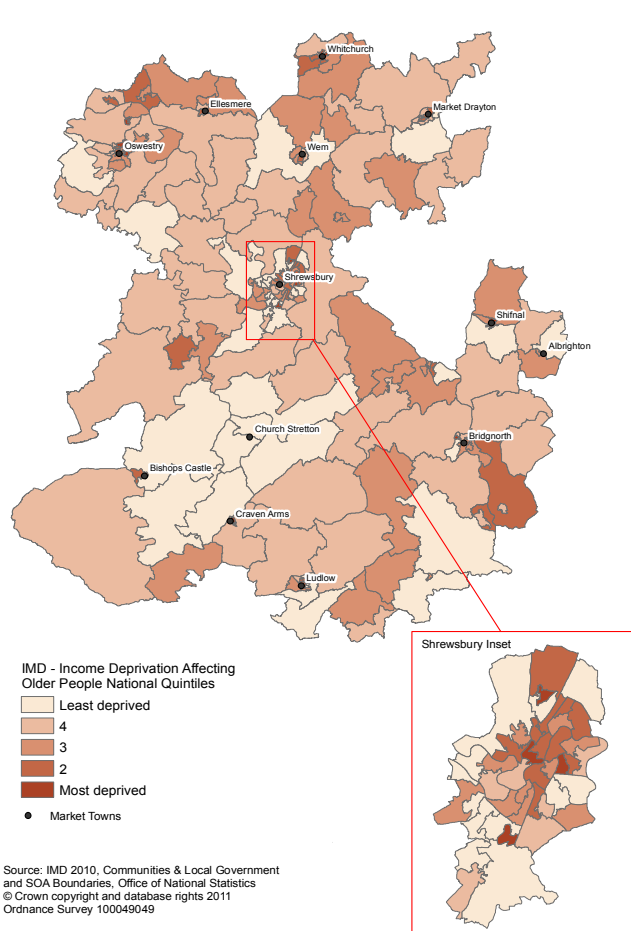 Whitchurch
Ellesmere
Market Drayton
Oswestry
Wem
Shrewsbury
Shifnal
Albrighton
Church Stretton
Bridgnorth
Bishops Castle
Craven Arms
Ludlow
Shrewsbury Inset
IMD - Income Deprivation Affecting
Older People National Quintiles
Least deprived
4
3
2
Most deprived
Market Towns
Source: IMD 2010, Communities & Local Government
and SOA Boundaries, Office of National Statistics
© Crown copyright and database rights 2011
Ordnance Survey 100049049